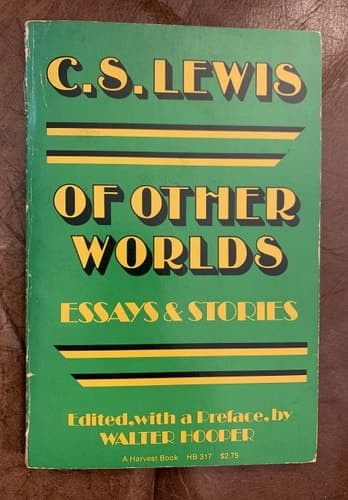 C.S. LEWIS
OF OTHER
WORLDS
ESSAYS & STORIES
Edited, with a Preface, by
WALTER HOOPER
A Harvest Book HB 317 $2.75